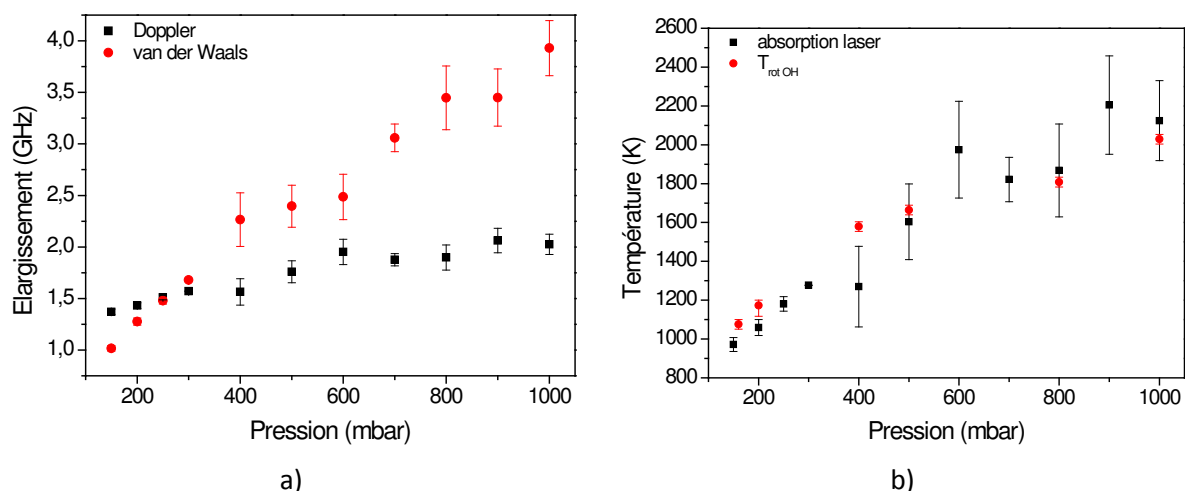 Doppler
van der Waals
Elargissement (GHz)
4,0
3,5
3,0
2,5
2,0
1,5
1,0
200 400 600 800 1000
Pression (mbar)
a)
absorption laser
T rot OH
Température (K)
2600
2400
2200
2000
1800
1600
1400
1200
1000
800
200 400 600 800 1000
Pression (mbar)
b)